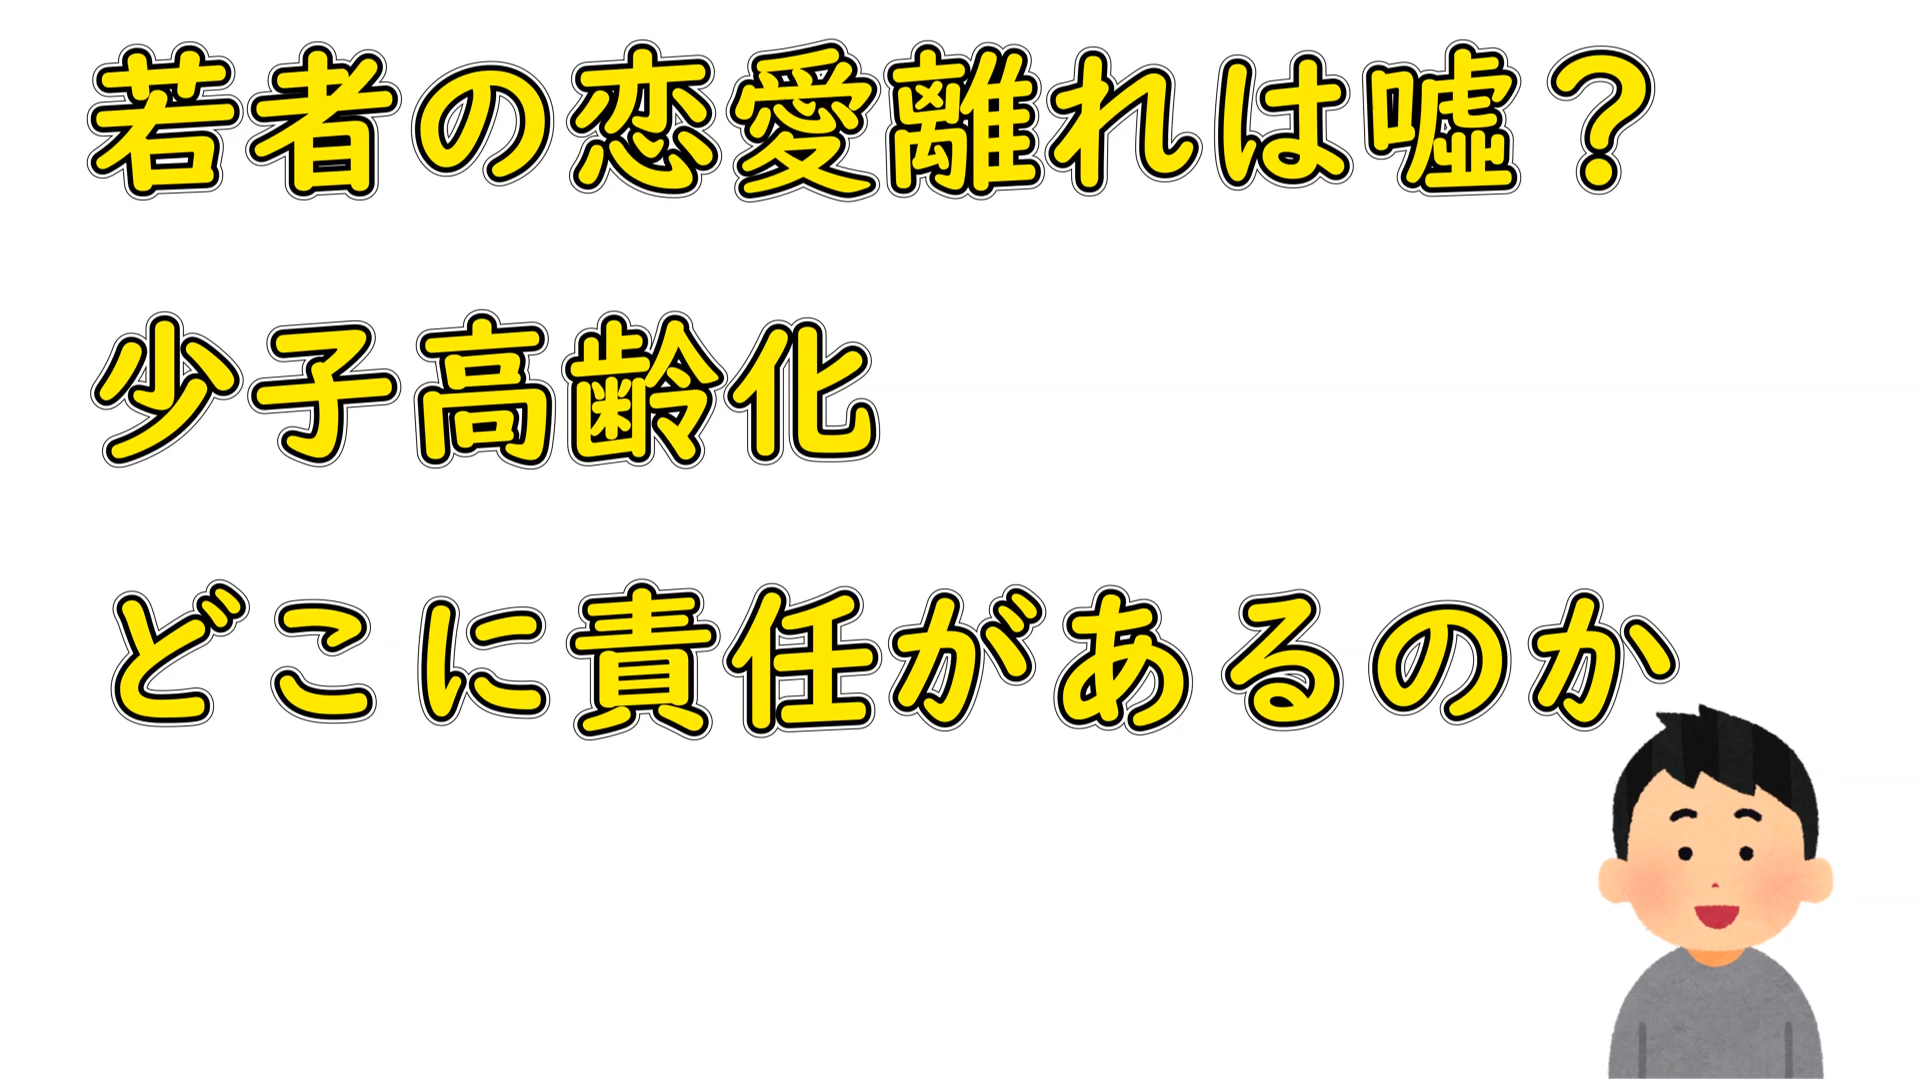 若者の恋愛離れは嘘？
少子高齢化
どこに責任があるのか